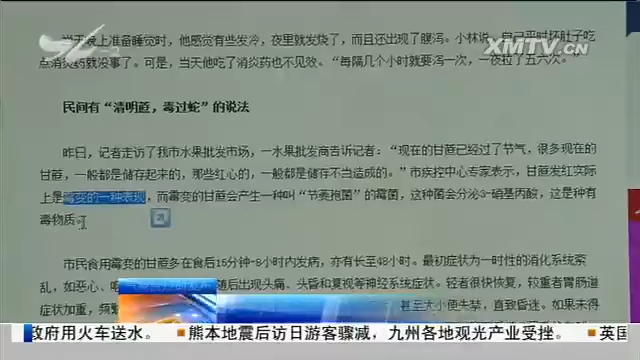 XMTV.CN
当天晚上准备睡觉时，他感觉有些发冷，夜里就发烧了，而且还出现了腹泻。小林说，自己平时坏肚子吃
点消炎药就没事了。可是，当天他吃了消炎药也不见效。“每隔几个小时就要泻一次，一夜拉了五六次。”
民间有“清明蔗，毒过蛇”的说法
昨日，记者走访了我市水果批发市场，一水果批发商告诉记者：“现在的甘蔗已经过了节气，很多现在的
甘蔗，一般都是储存起来的，那些红心的，一般都是储存不当造成的。”市疾控中心专家表示，甘蔗发红实际
上是霉变的一种表现，而霉变的甘蔗会产生一种叫“节菱孢菌”的霉菌，这种菌会分泌3-硝基丙酸，这是种有
毒物质。
市民食用霉变的甘蔗多在食后15分钟-8小时内发病，亦有长至48小时。最初症状为一时性的消化系统紊
乱，如恶心、随后出现头痛、头昏和复视等神经系统症状。轻者很快恢复，较重者胃肠道
症状加重，频繁 甚至大小便失禁，直致昏迷。如果未得
政府用火车送水。 ■熊本地震后访日游客骤减，九州各地观光产业受挫。 ■英国